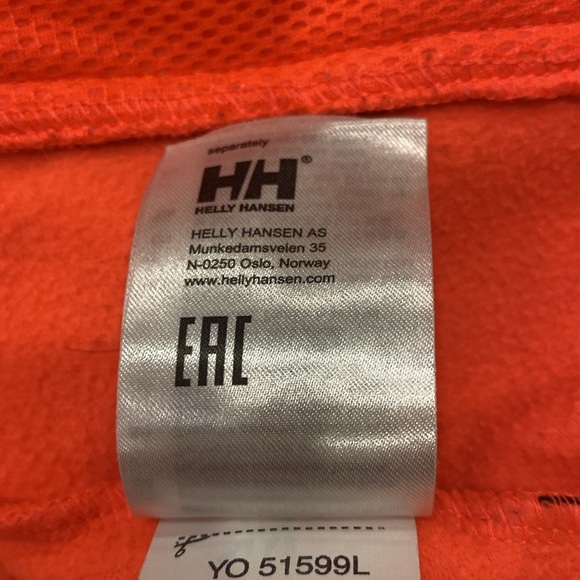 separately
HH®
HELLY HANSEN
HELLY HANSEN AS
Munkedamsveien 35
N-0250 Oslo, Norway
www.hellyhansen.com
EAC
YO 51599L